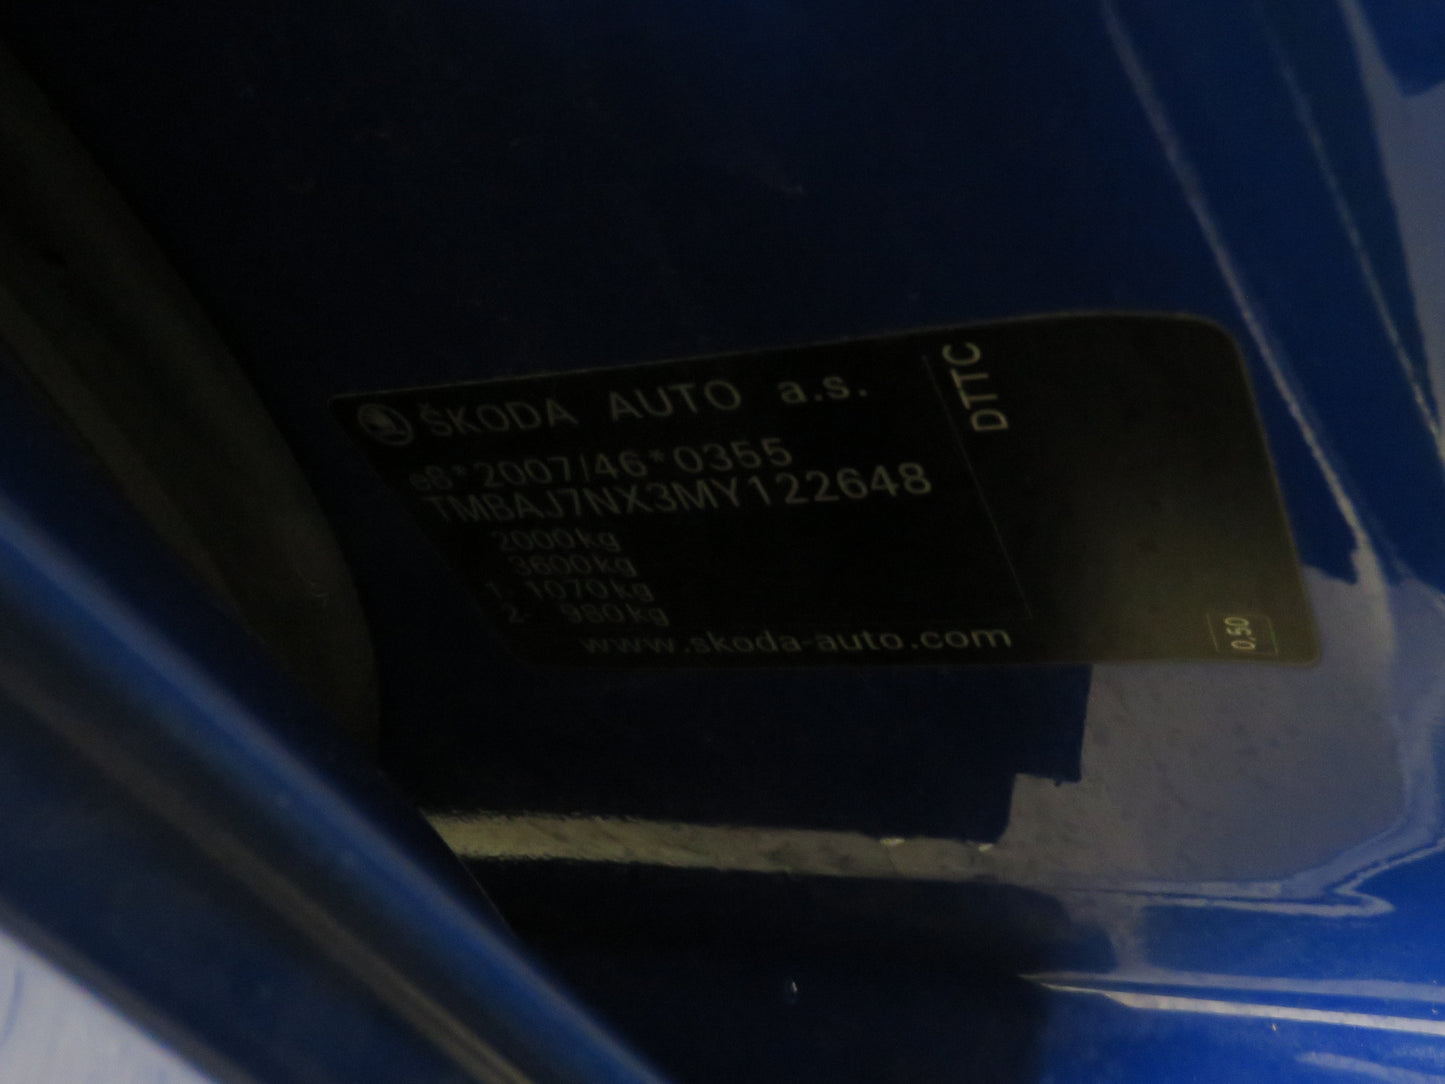 ŠKODA AUTO a.s.
e8*2007/46*0355
TMBAJ7NX3MY122648
2000kg
3600kg
1- 1070kg
2- 980kg
www.skoda-auto.com
DTTC
0,50